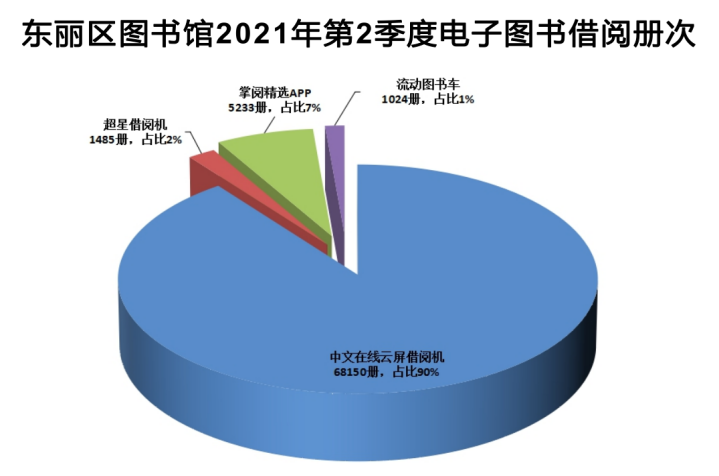 东丽区图书馆2021年第2季度电子图书借阅册次
流动图书车
1024册，占比1%
掌阅精选APP
5233册，占比7%
超星借阅机
1485册，占比2%
中文在线云屏借阅机
68150册，占比90%